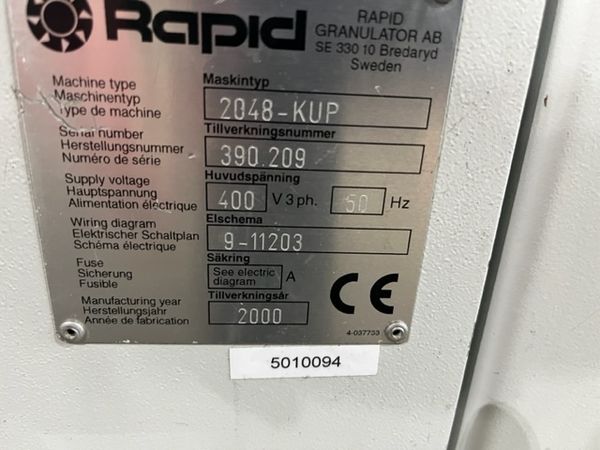 Rapid
RAPID
GRANULATOR AB
SE 330 10 Bredaryd
Sweden
Machine type
Maschinentyp
Type de machine
Maskintyp
2048-KUP
Serial number
Herstellungsnummer
Numéro de série
Tillverkningsnummer
390.209
Supply voltage
Hauptspannung
Alimentation électrique
Huvudspänning
400 V 3 ph. 50 Hz
Wiring diagram
Elektrischer Schaltplan
Schéma électrique
Elschema
9-11203
Fuse
Sicherung
Fusible
Säkring
See electric
diagram A
Manufacturing year
Herstellungsjahr
Année de fabrication
Tillverkningsår
2000
CE
4-037753
5010094